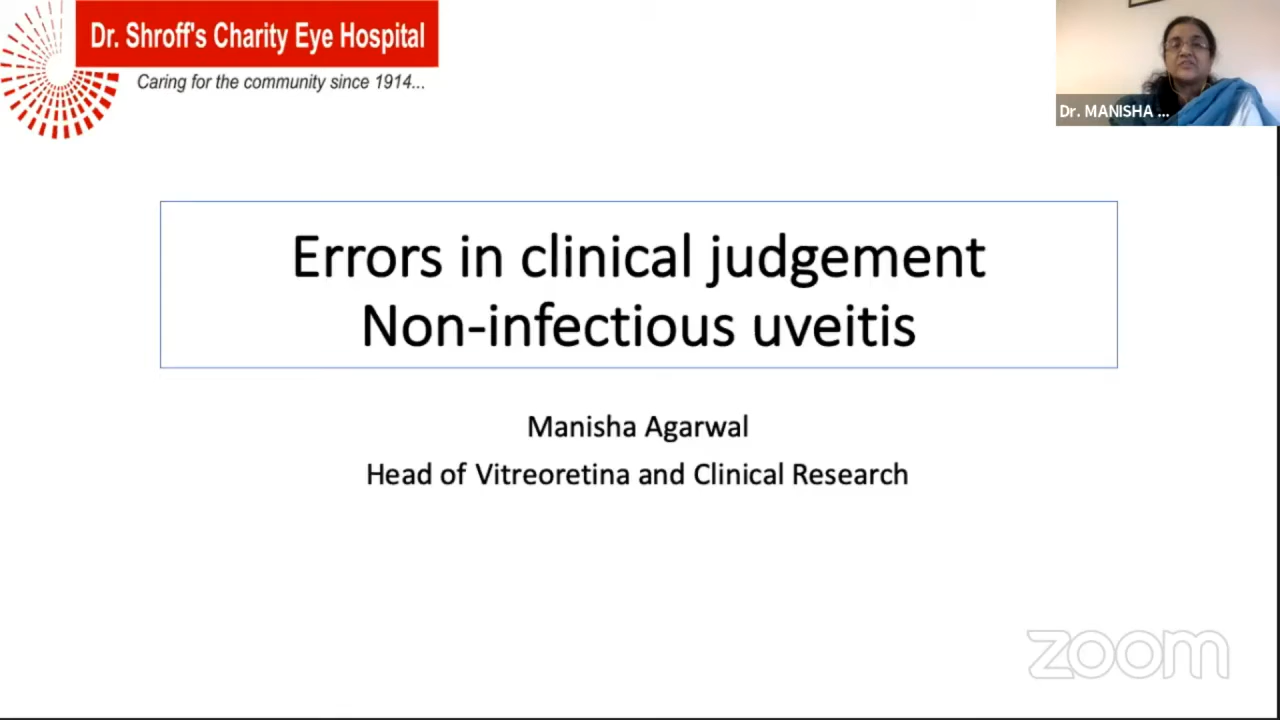 Dr. Shroff's Charity Eye Hospital
Caring for the community since 1914...
Dr. MANISHA ...
Errors in clinical judgement
Non-infectious uveitis
Manisha Agarwal
Head of Vitreoretina and Clinical Research
zoom